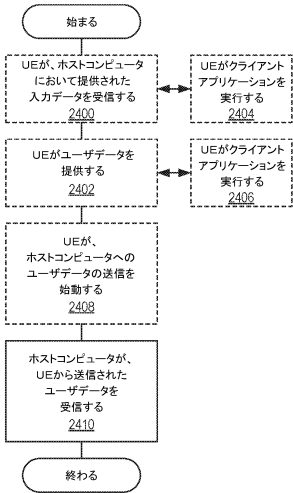 始まる
UEが、ホストコンピュータ
において提供された
入力データを受信する
2400
UEがクライアント
アプリケーションを
実行する
2404
UEがユーザデータを
提供する
2402
UEがクライアント
アプリケーションを
実行する
2406
UEが、
ホストコンピュータへの
ユーザデータの送信を
始動する
2408
ホストコンピュータが、
UEから送信された
ユーザデータを
受信する
2410
終わる